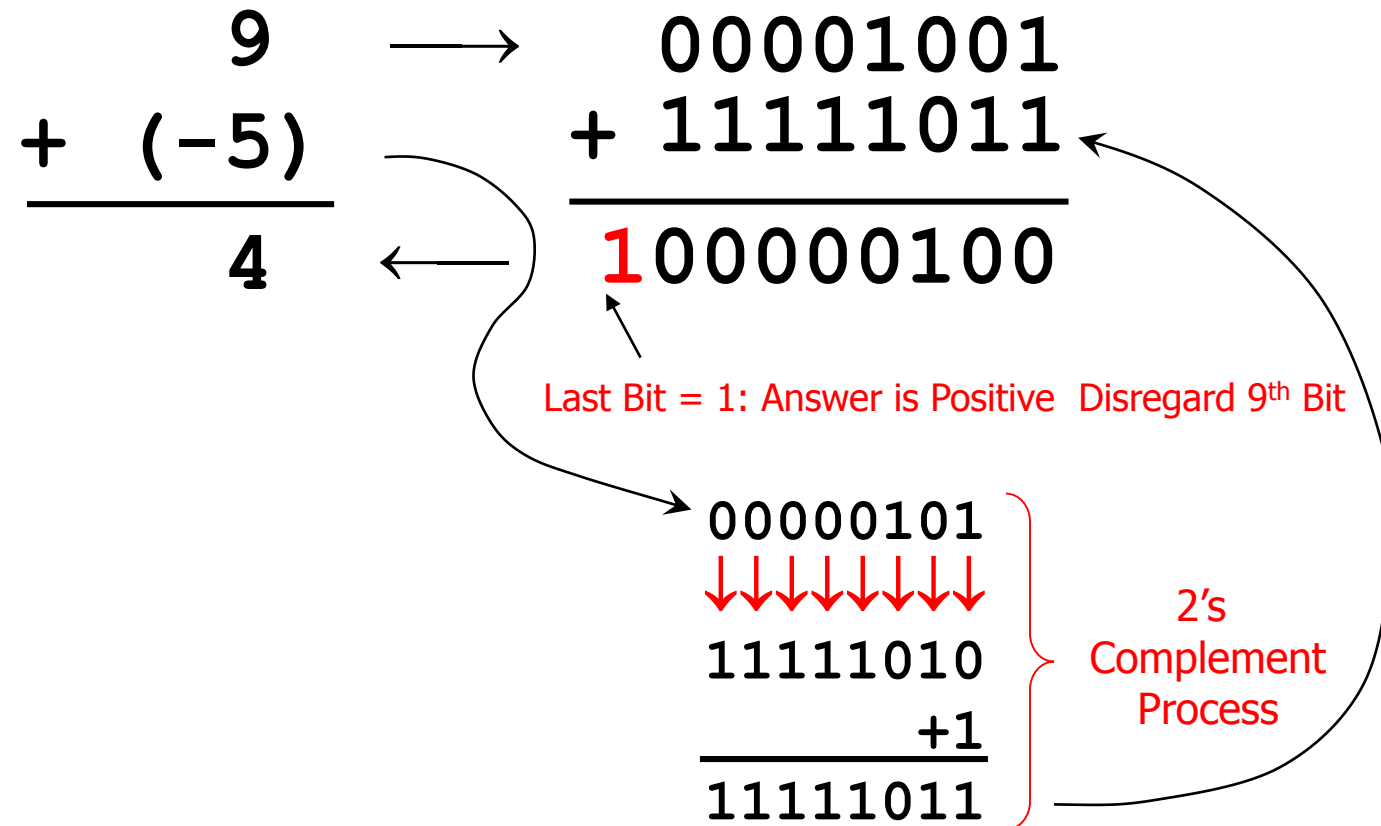 9 → 00001001
+ (-5) + 11111011
4 ← 100000100
Last Bit = 1: Answer is Positive Disregard 9th Bit
00000101
↓↓↓↓↓↓↓↓
11111010
+1
11111011
2's
Complement
Process